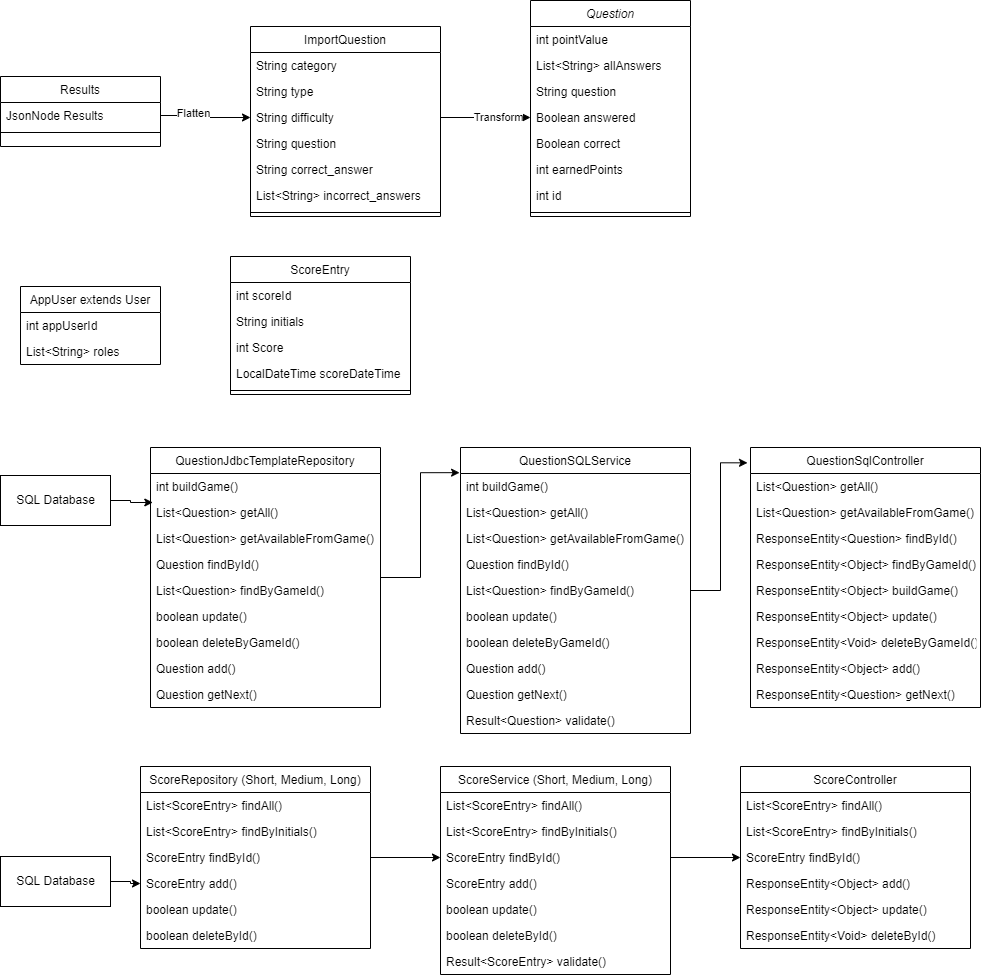 Question
int pointValue
List<String> allAnswers
String question
Boolean answered
Boolean correct
int earnedPoints
int id
ImportQuestion
String category
String type
String difficulty
String question
String correct_answer
List<String> incorrect_answers
Results
JsonNode Results
Flatten
Transform
ScoreEntry
int scoreId
String initials
int Score
LocalDateTime scoreDateTime
AppUser extends User
int appUserId
List<String> roles
SQL Database
QuestionJdbcTemplateRepository
int buildGame()
List<Question> getAll()
List<Question> getAvailableFromGame()
Question findById()
List<Question> findByGameId()
boolean update()
boolean deleteByGameId()
Question add()
Question getNext()
QuestionSQLService
int buildGame()
List<Question> getAll()
List<Question> getAvailableFromGame()
Question findById()
List<Question> findByGameId()
boolean update()
boolean deleteByGameId()
Question add()
Question getNext()
Result<Question> validate()
QuestionSqlController
List<Question> getAll()
List<Question> getAvailableFromGame()
ResponseEntity<Question> findById()
ResponseEntity<Object> findByGameId()
ResponseEntity<Object> buildGame()
ResponseEntity<Object> update()
ResponseEntity<Void> deleteByGameId()
ResponseEntity<Object> add()
ResponseEntity<Question> getNext()
SQL Database
ScoreRepository (Short, Medium, Long)
List<ScoreEntry> findAll()
List<ScoreEntry> findByInitials()
ScoreEntry findById()
ScoreEntry add()
boolean update()
boolean deleteById()
ScoreService (Short, Medium, Long)
List<ScoreEntry> findAll()
List<ScoreEntry> findByInitials()
ScoreEntry findById()
ScoreEntry add()
boolean update()
boolean deleteById()
Result<ScoreEntry> validate()
ScoreController
List<ScoreEntry> findAll()
List<ScoreEntry> findByInitials()
ScoreEntry findById()
ResponseEntity<Object> add()
ResponseEntity<Object> update()
ResponseEntity<Void> deleteById()